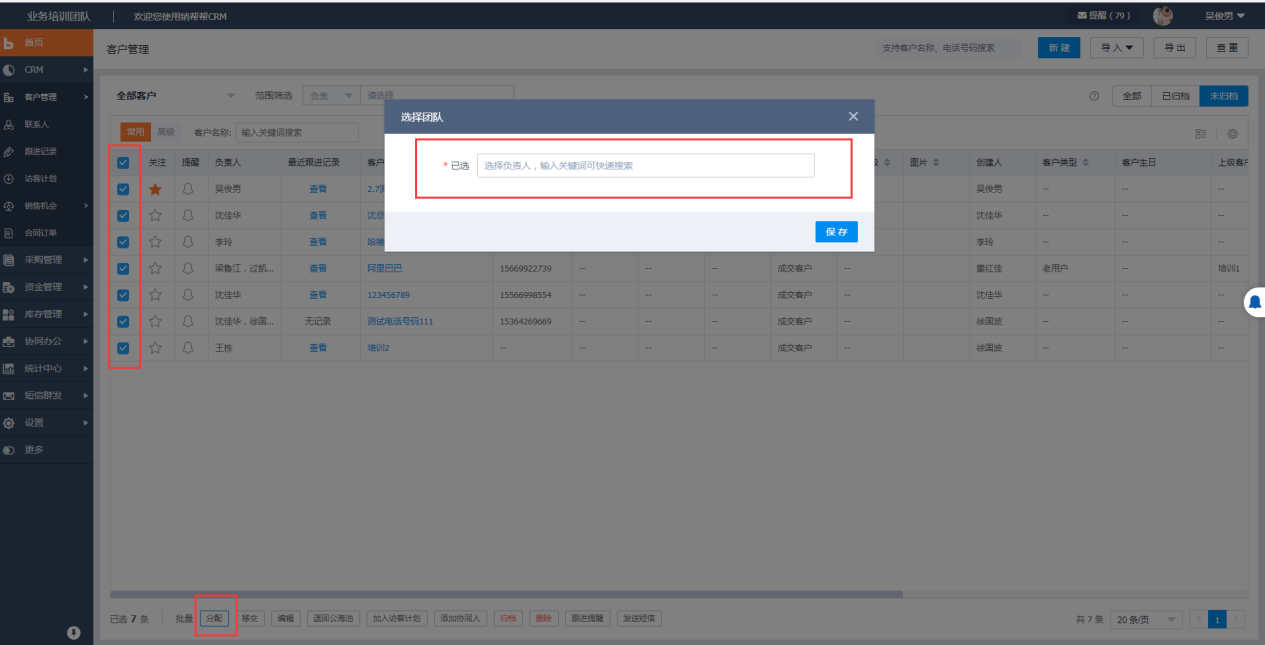 业务培训团队 | 欢迎您使用销帮帮CRM 提醒(79) 吴俊男
首页
CRM
客户管理
联系人
跟进记录
访客计划
销售机会
合同订单
采购管理
资金管理
库存管理
协同办公
统计中心
短信群发
设置
更多
客户管理 支持客户名称、电话号码搜索 新建 导入 导出 查重
全部客户 范围筛选 负责 请选择 全部 已归档 未归档
常用 高级 客户名称: 输入关键词搜索
选择团队
* 已选 选择负责人，输入关键词可快速搜索
保存
关注 提醒 负责人 最近跟进记录 客户 图片 创建人 客户类型 客户生日 上级客户
吴俊男 查看 2.7 吴俊男 -- -- --
沈佳华 查看 沈总 沈佳华 -- -- --
李玲 查看 李玲 -- -- --
梁鲁江，过凯... 查看 阿里巴巴 15669922739 -- -- -- 成交客户 -- 董红佳 老用户 -- 培训1
沈佳华 查看 123456789 15566998554 -- -- -- 成交客户 -- 沈佳华 -- -- --
沈佳华，徐国... 无记录 测试电话号码111 15364269669 -- -- -- 成交客户 -- 徐国波 -- -- --
王栋 查看 培训2 -- -- -- -- 成交客户 -- 徐国波 -- -- --
已选 7 条 批量 分配 移交 编辑 退回公海池 加入访客计划 添加协同人 归档 删除 跟进提醒 发送短信 共 7 条 20 条/页 1